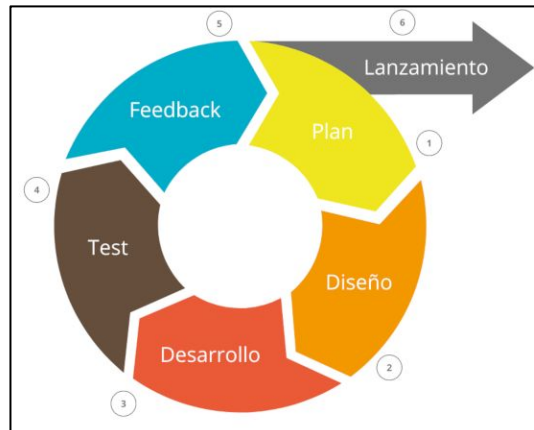 5
6
Lanzamiento
Feedback
Plan
1
4
Test
Diseño
Desarrollo
2
3